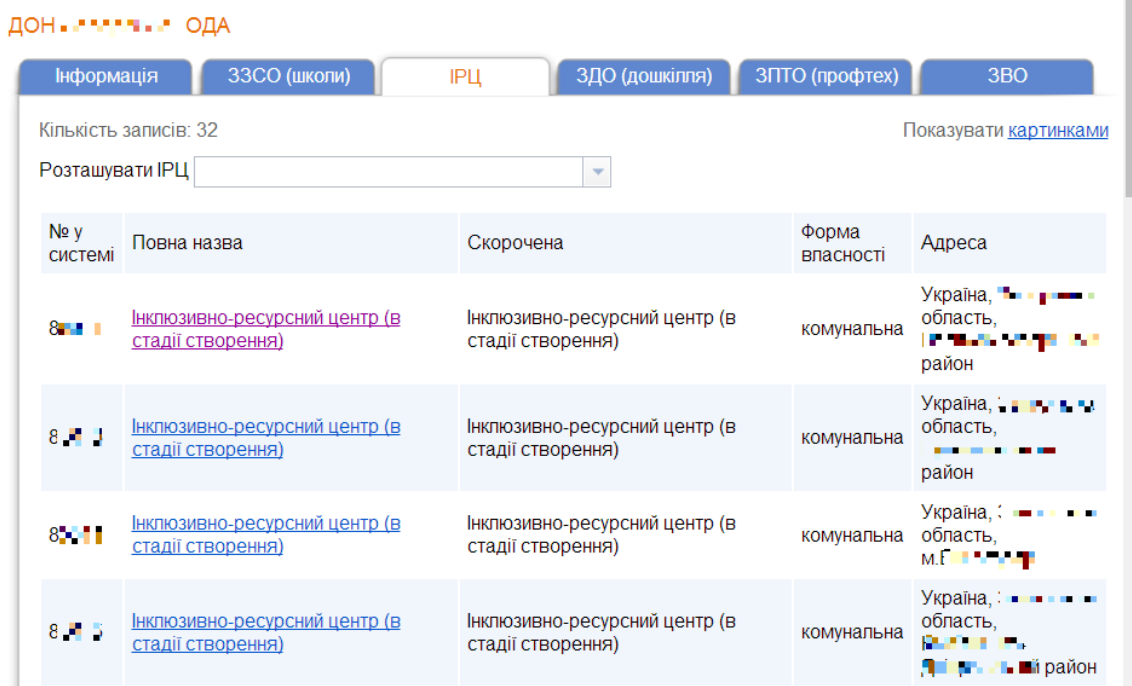 ДОН ОДА
Інформація ЗЗСО (школи) ІРЦ ЗДО (дошкілля) ЗПТО (профтех) ЗВО
Кількість записів: 32 Показувати картинками
Розташувати ІРЦ
№ у системі Повна назва Скорочена Форма власності Адреса
Інклюзивно-ресурсний центр (в
стадії створення)
Інклюзивно-ресурсний центр (в
стадії створення)
комунальна
Україна,
область,
район
Інклюзивно-ресурсний центр (в
стадії створення)
Інклюзивно-ресурсний центр (в
стадії створення)
комунальна
Україна,
область,
район
Інклюзивно-ресурсний центр (в
стадії створення)
Інклюзивно-ресурсний центр (в
стадії створення)
комунальна
Україна,
область,
м.
Інклюзивно-ресурсний центр (в
стадії створення)
Інклюзивно-ресурсний центр (в
стадії створення)
комунальна
Україна,
область,
район